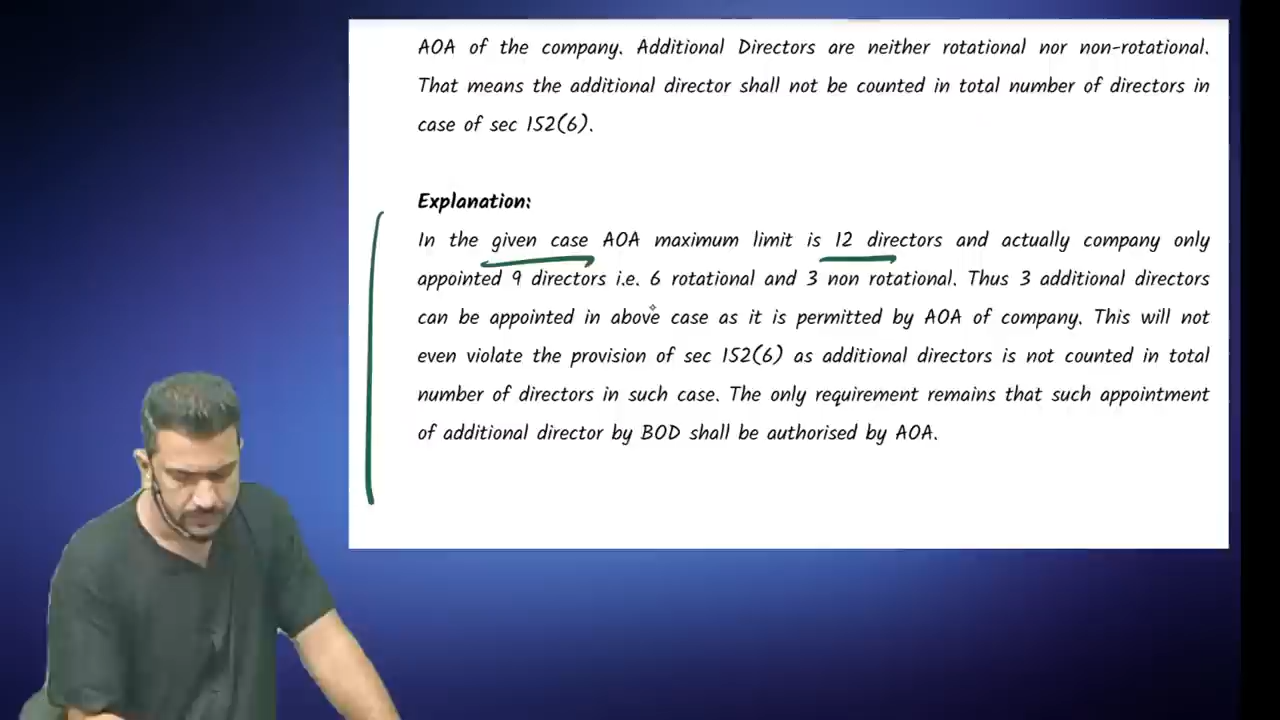 AOA of the company. Additional Directors are neither rotational nor non-rotational.
That means the additional director shall not be counted in total number of directors in
case of sec 152(6).
Explanation:
In the given case AOA maximum limit is 12 directors and actually company only
appointed 9 directors i.e. 6 rotational and 3 non rotational. Thus 3 additional directors
can be appointed in above case as it is permitted by AOA of company. This will not
even violate the provision of sec 152(6) as additional directors is not counted in total
number of directors in such case. The only requirement remains that such appointment
of additional director by BOD shall be authorised by AOA.